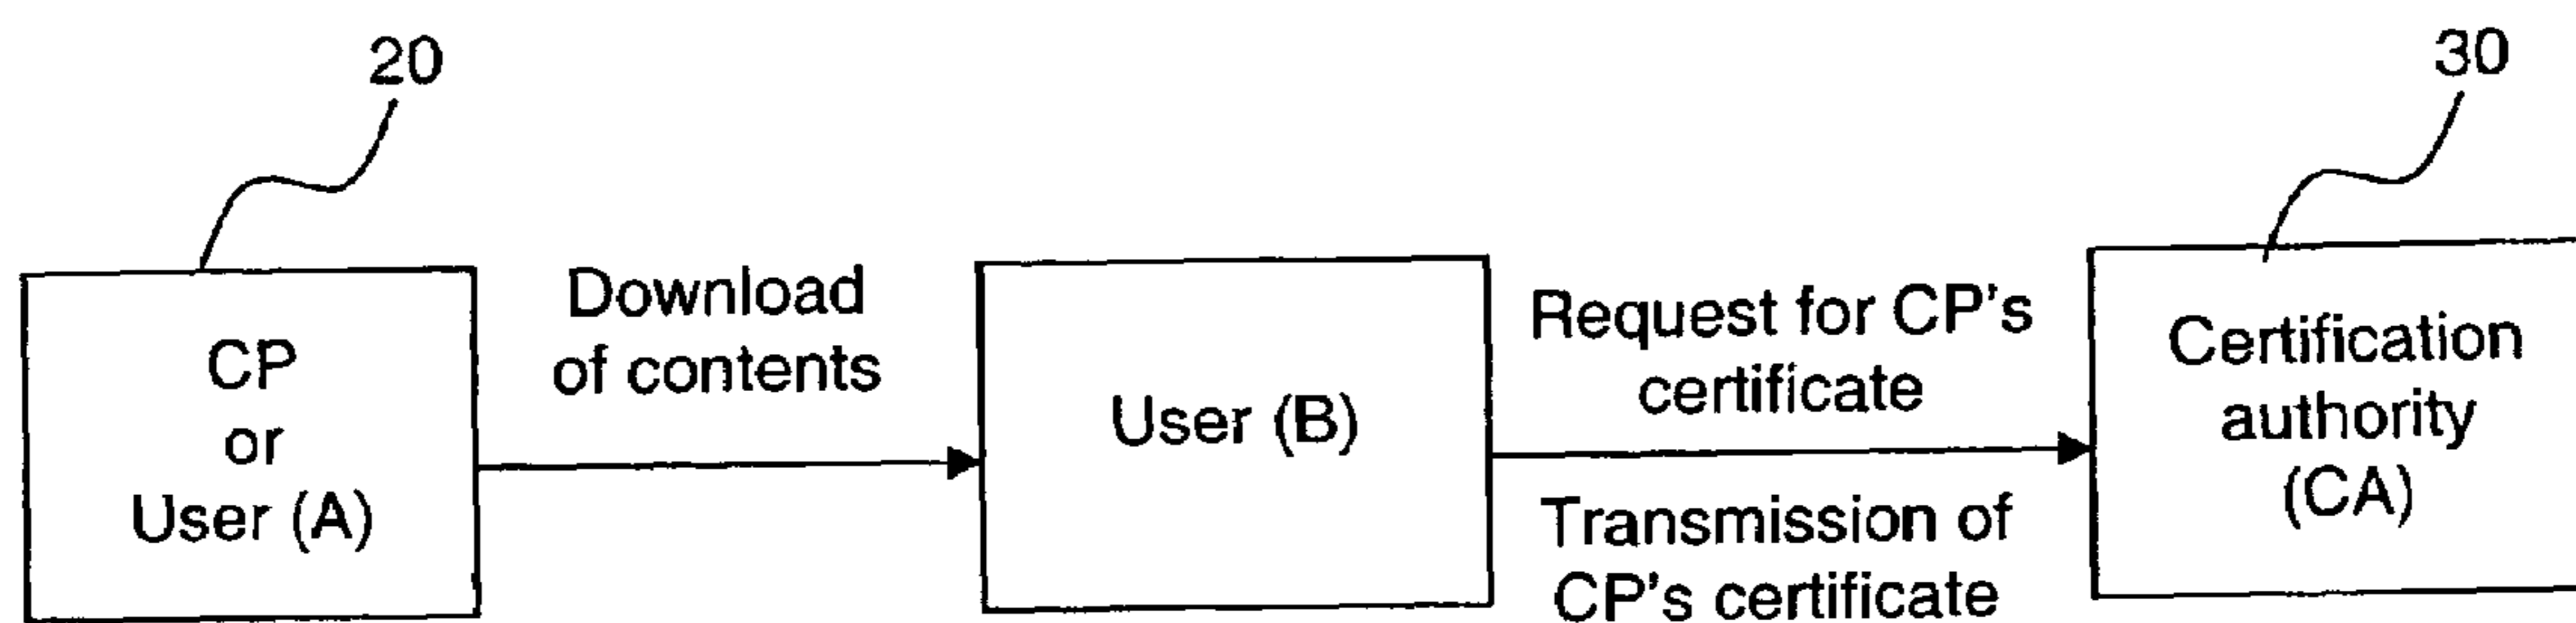 20
30
CP
or
User (A)
Download
of contents
User (B)
Request for CP's
certificate
Transmission of
CP's certificate
Certification
authority
(CA)